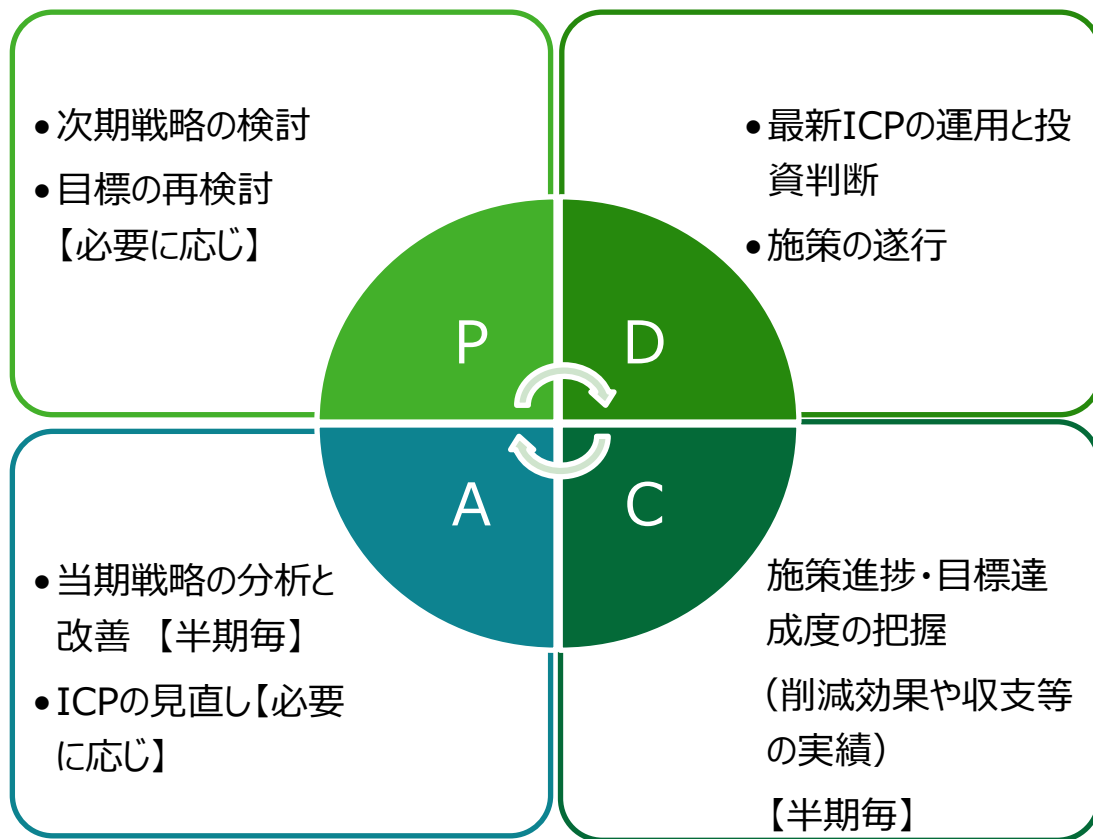 •次期戦略の検討
•目標の再検討
【必要に応じ】
•最新ICPの運用と投
資判断
•施策の遂行
P
D
A
C
•当期戦略の分析と
改善 【半期毎】
•ICPの見直し【必要
に応じ】
施策進捗・目標達
成度の把握
(削減効果や収支等
の実績)
【半期毎】